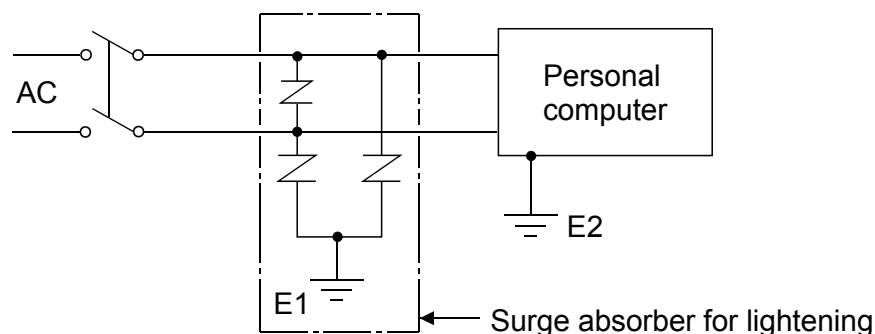 AC
Personal
computer
E2
E1
Surge absorber for lightening